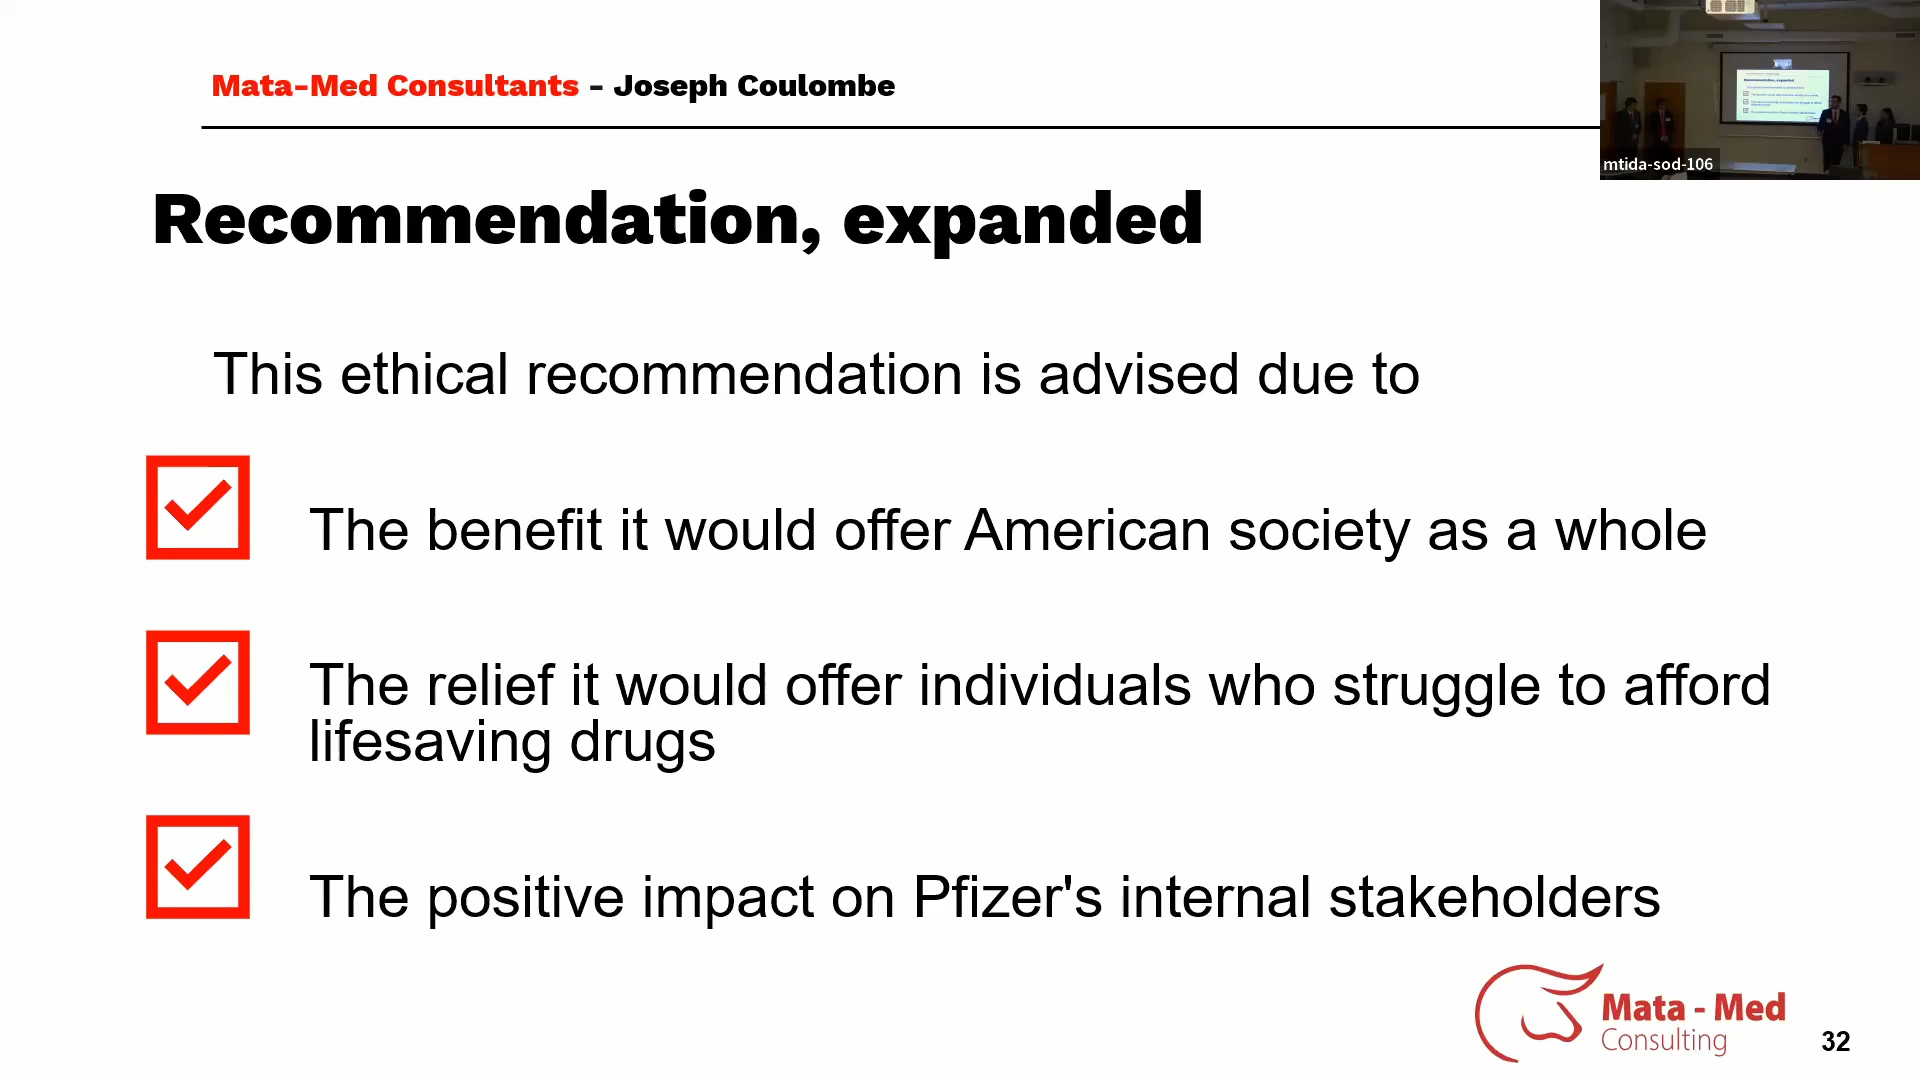 Mata-Med Consultants - Joseph Coulombe
mtida-sod-106
Recommendation, expanded
This ethical recommendation is advised due to
The benefit it would offer American society as a whole
The relief it would offer individuals who struggle to afford
lifesaving drugs
The positive impact on Pfizer's internal stakeholders
Mata - Med
Consulting
32